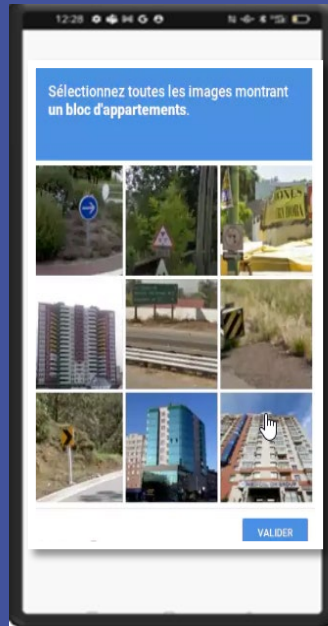 12:28
Sélectionnez toutes les images montrant
un bloc d'appartements.
VALIDER